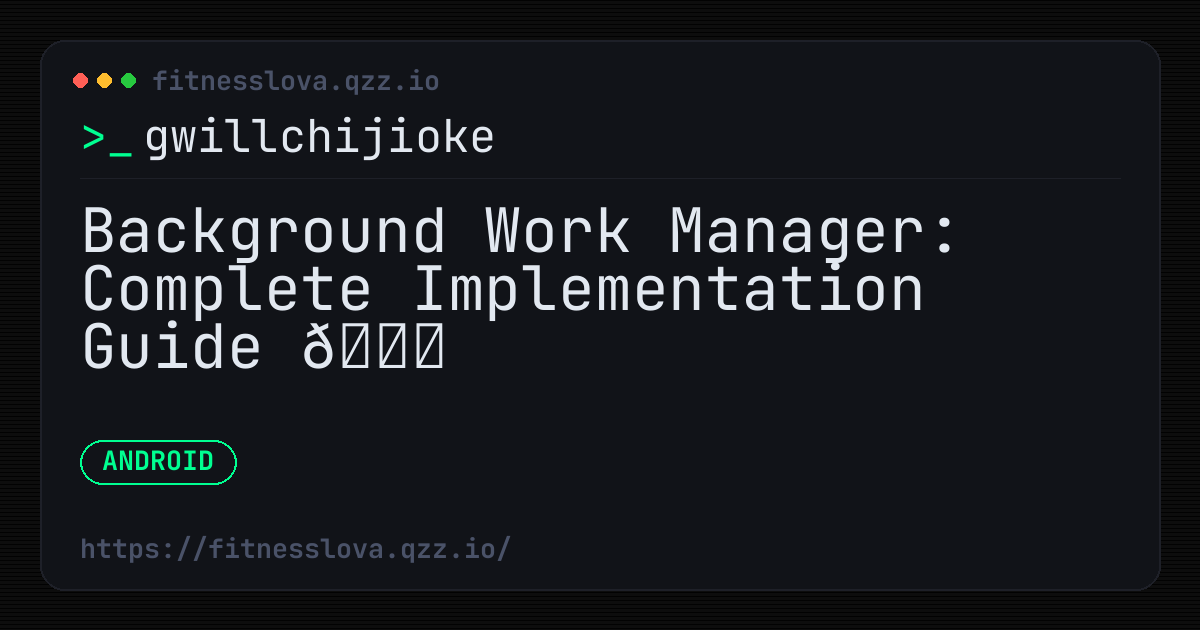 fitnesslova.qzz.io
>_ gwillchijioke
Background Work Manager:
Complete Implementation
Guide ð
ANDROID
https://fitnesslova.qzz.io/